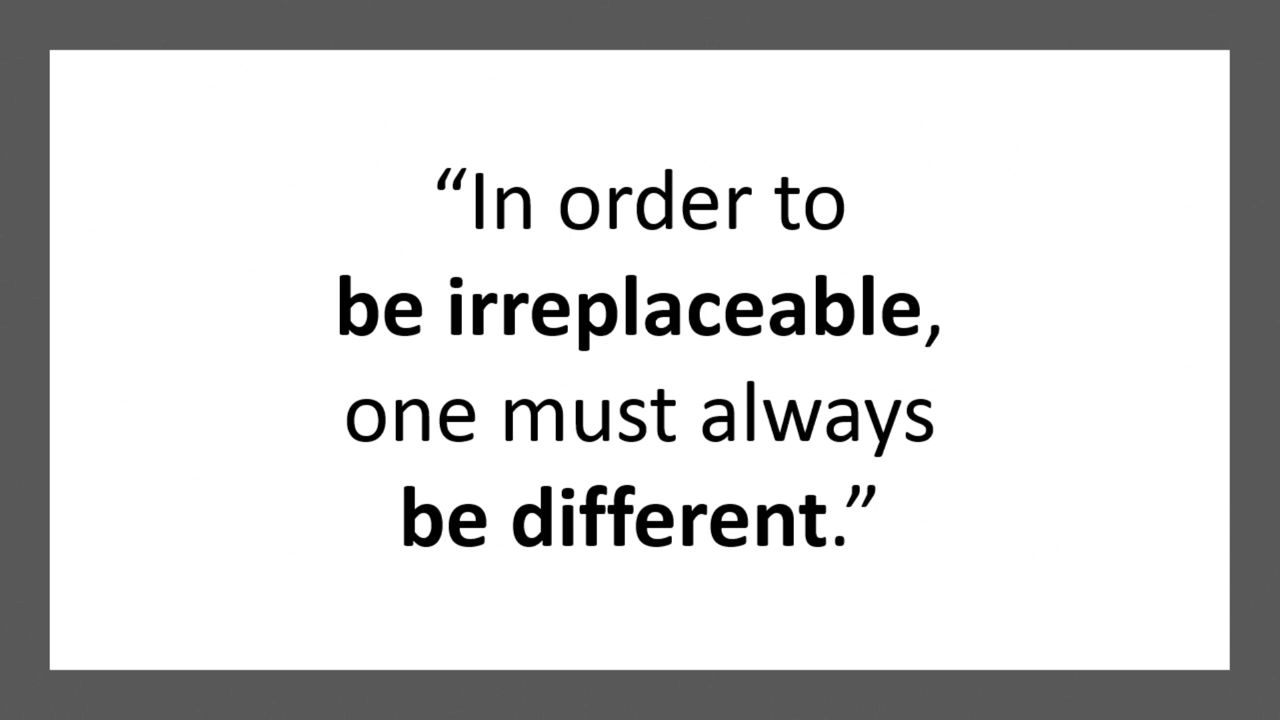 “In order to
be irreplaceable,
one must always
be different.”